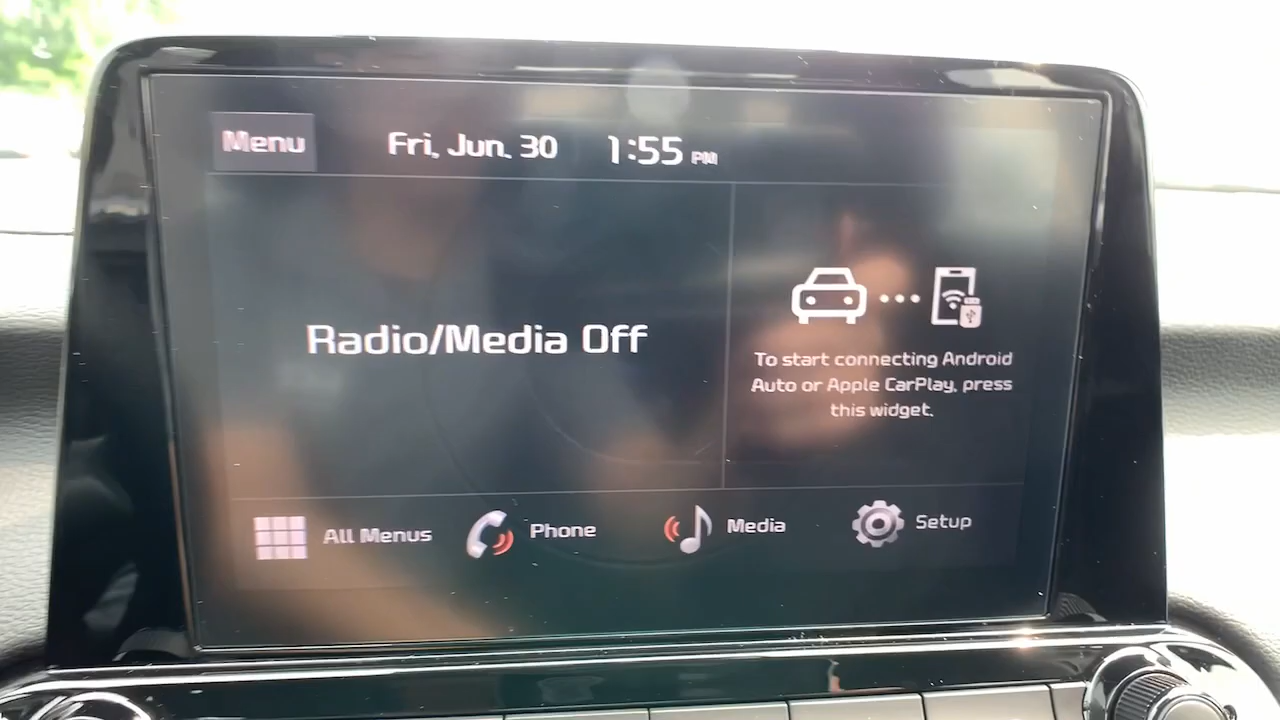 Menu
Fri, Jun. 30
1:55 PM
Radio/Media Off
To start connecting Android
Auto or Apple CarPlay, press
this widget.
All Menus
Phone
Media
Setup